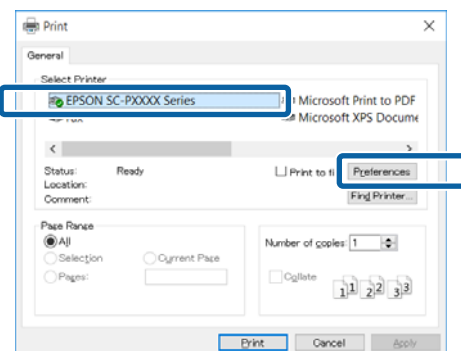 Print
General
Select Printer
EPSON SC-PXXXX Series
Microsoft Print to PDF
Microsoft XPS Docume
Status: Ready
Print to fi
Preferences
Location:
Comment:
Find Printer...
Page Range
All
Selection
Current Page
Pages:
Number of copies: 1
Collate
1 1 2 2 3 3
Print
Cancel
Apply